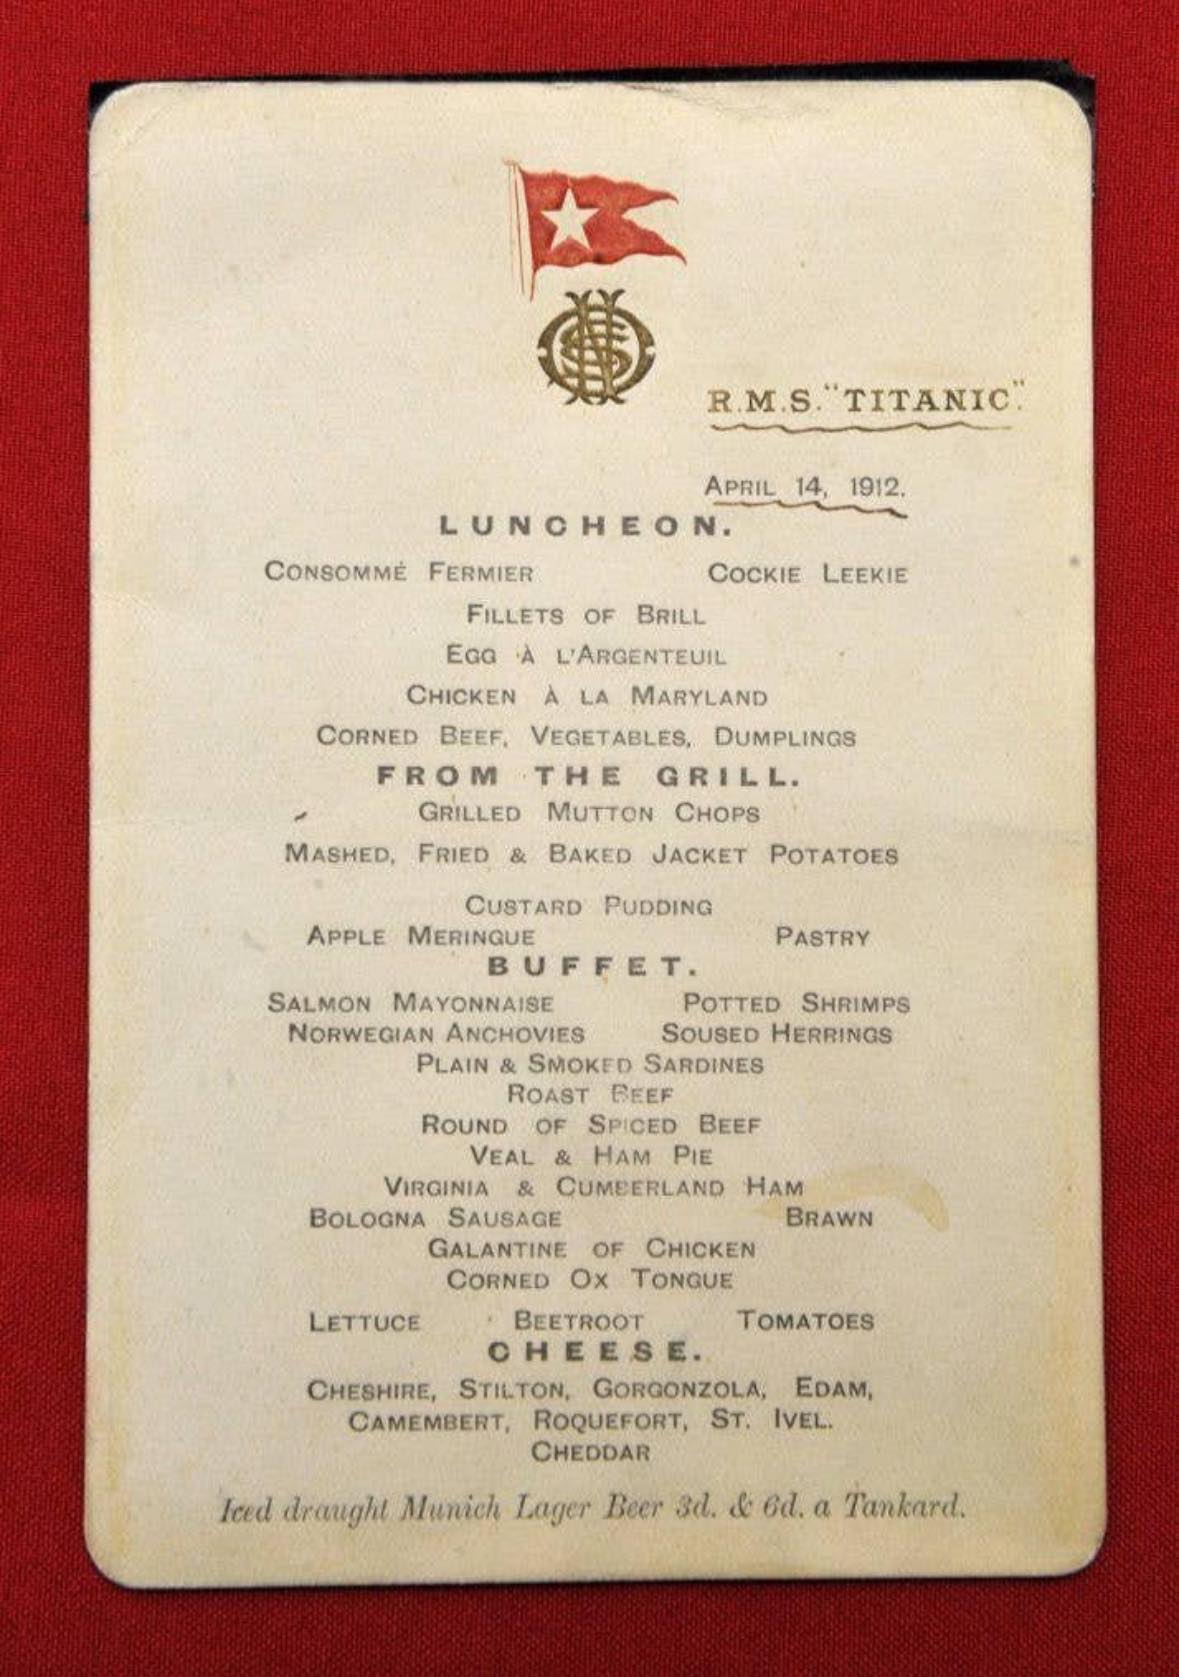 R.M.S. "TITANIC".
APRIL 14, 1912.
LUNCHEON.
CONSOMMÉ FERMIER COCKIE LEEKIE
FILLETS OF BRILL
EGG À L'ARGENTEUIL
CHICKEN À LA MARYLAND
CORNED BEEF, VEGETABLES, DUMPLINGS
FROM THE GRILL.
GRILLED MUTTON CHOPS
MASHED, FRIED & BAKED JACKET POTATOES
CUSTARD PUDDING
APPLE MERINGUE PASTRY
BUFFET.
SALMON MAYONNAISE POTTED SHRIMPS
NORWEGIAN ANCHOVIES SOUSED HERRINGS
PLAIN & SMOKED SARDINES
ROAST BEEF
ROUND OF SPICED BEEF
VEAL & HAM PIE
VIRGINIA & CUMBERLAND HAM
BOLOGNA SAUSAGE BRAWN
GALANTINE OF CHICKEN
CORNED OX TONGUE
LETTUCE BEETROOT TOMATOES
CHEESE.
CHESHIRE, STILTON, GORGONZOLA, EDAM,
CAMEMBERT, ROQUEFORT, ST. IVEL.
CHEDDAR
Iced draught Munich Lager Beer 3d. & 6d. a Tankard.